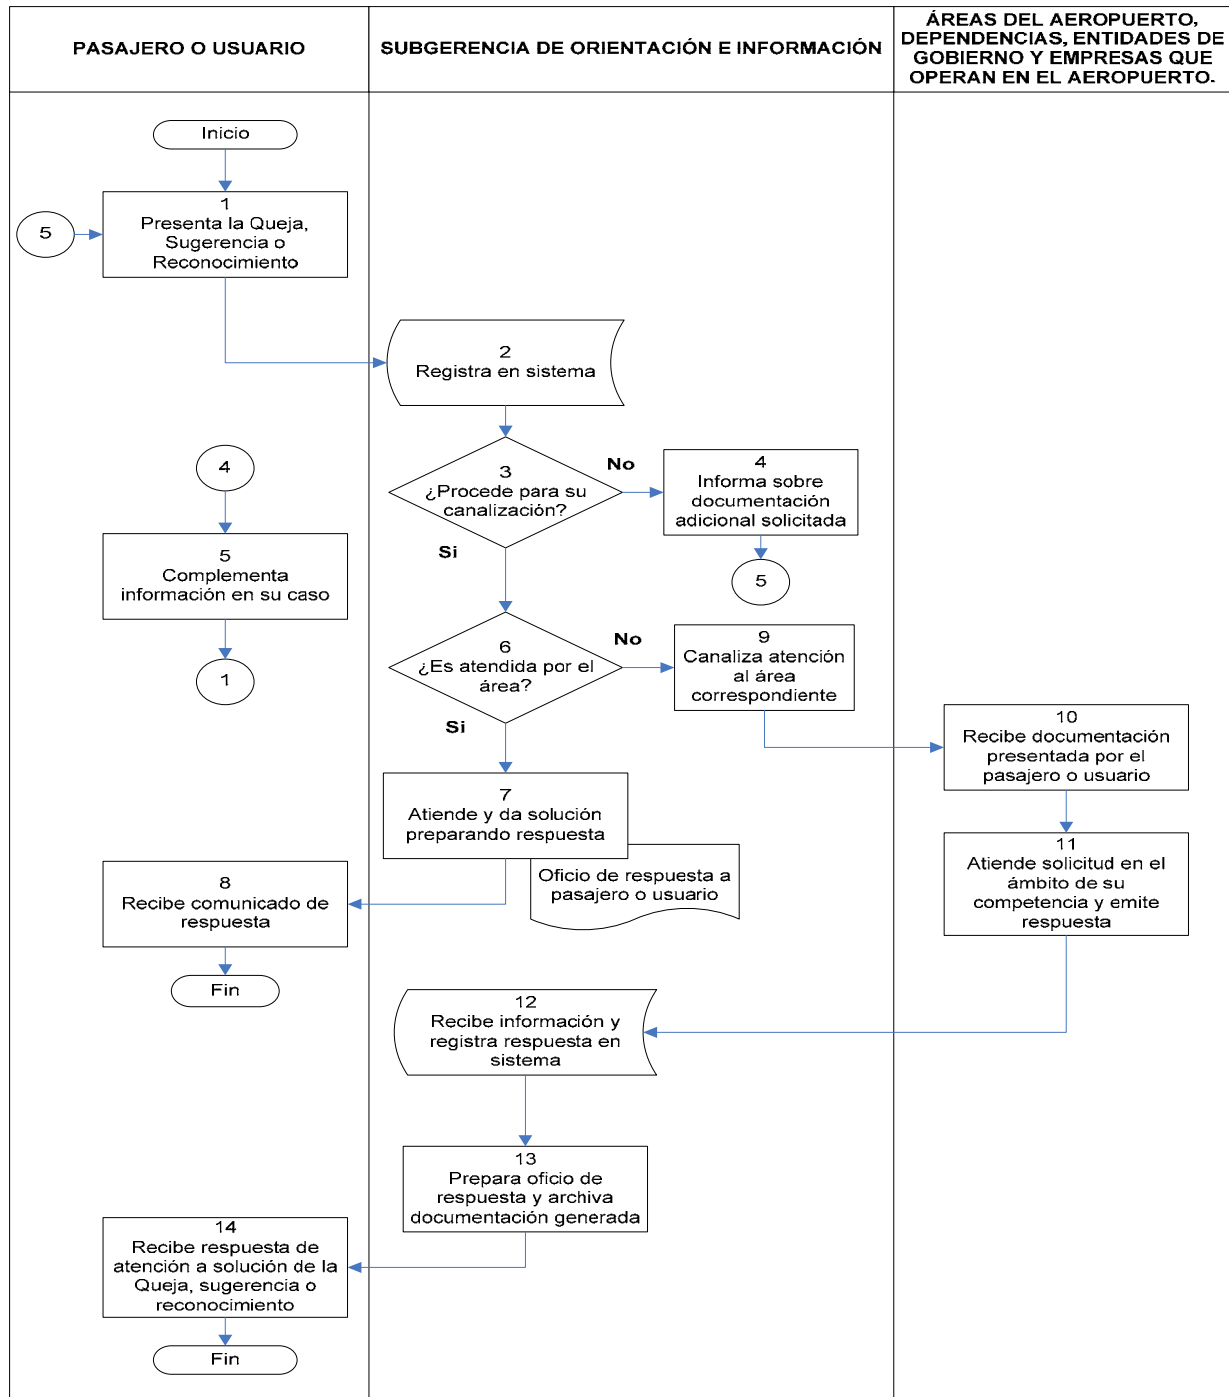 PASAJERO O USUARIO
SUBGERENCIA DE ORIENTACIÓN E INFORMACIÓN
ÁREAS DEL AEROPUERTO,
DEPENDENCIAS, ENTIDADES DE
GOBIERNO Y EMPRESAS QUE
OPERAN EN EL AEROPUERTO.
Inicio
1
Presenta la Queja,
Sugerencia o
Reconocimiento
5
2
Registra en sistema
3
¿Procede para su
canalización?
No
Si
4
Informa sobre
documentación
adicional solicitada
5
4
5
Complementa
información en su caso
1
6
¿Es atendida por el
área?
No
Si
9
Canaliza atención
al área
correspondiente
10
Recibe documentación
presentada por el
pasajero o usuario
7
Atiende y da solución
preparando respuesta
Oficio de respuesta a
pasajero o usuario
11
Atiende solicitud en el
ámbito de su
competencia y emite
respuesta
8
Recibe comunicado de
respuesta
Fin
12
Recibe información y
registra respuesta en
sistema
13
Prepara oficio de
respuesta y archiva
documentación generada
14
Recibe respuesta de
atención a solución de la
Queja, sugerencia o
reconocimiento
Fin